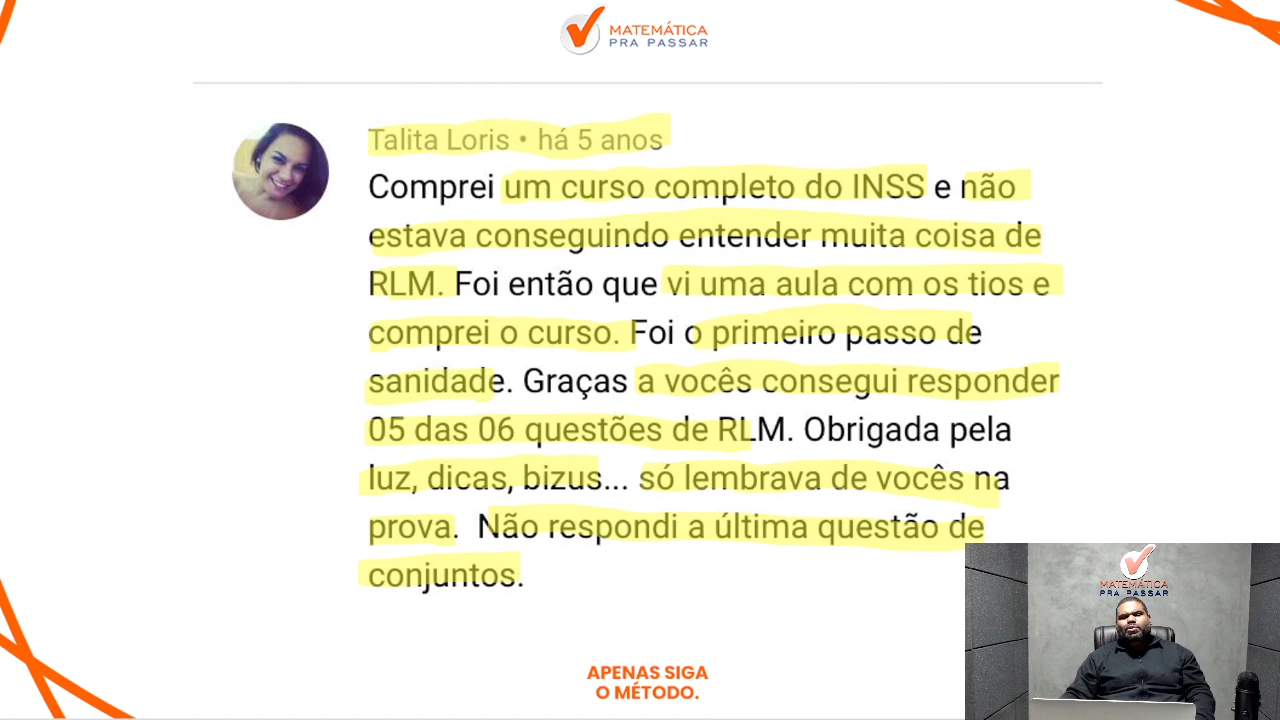 MATEMÁTICA
PRA PASSAR
Talita Loris • há 5 anos
Comprei um curso completo do INSS e não
estava conseguindo entender muita coisa de
RLM. Foi então que vi uma aula com os tios e
comprei o curso. Foi o primeiro passo de
sanidade. Graças a vocês consegui responder
05 das 06 questões de RLM. Obrigada pela
luz, dicas, bizus... só lembrava de vocês na
prova. Não respondi a última questão de
conjuntos.
MATEMÁTICA
PRA PASSAR
APENAS SIGA
O MÉTODO.